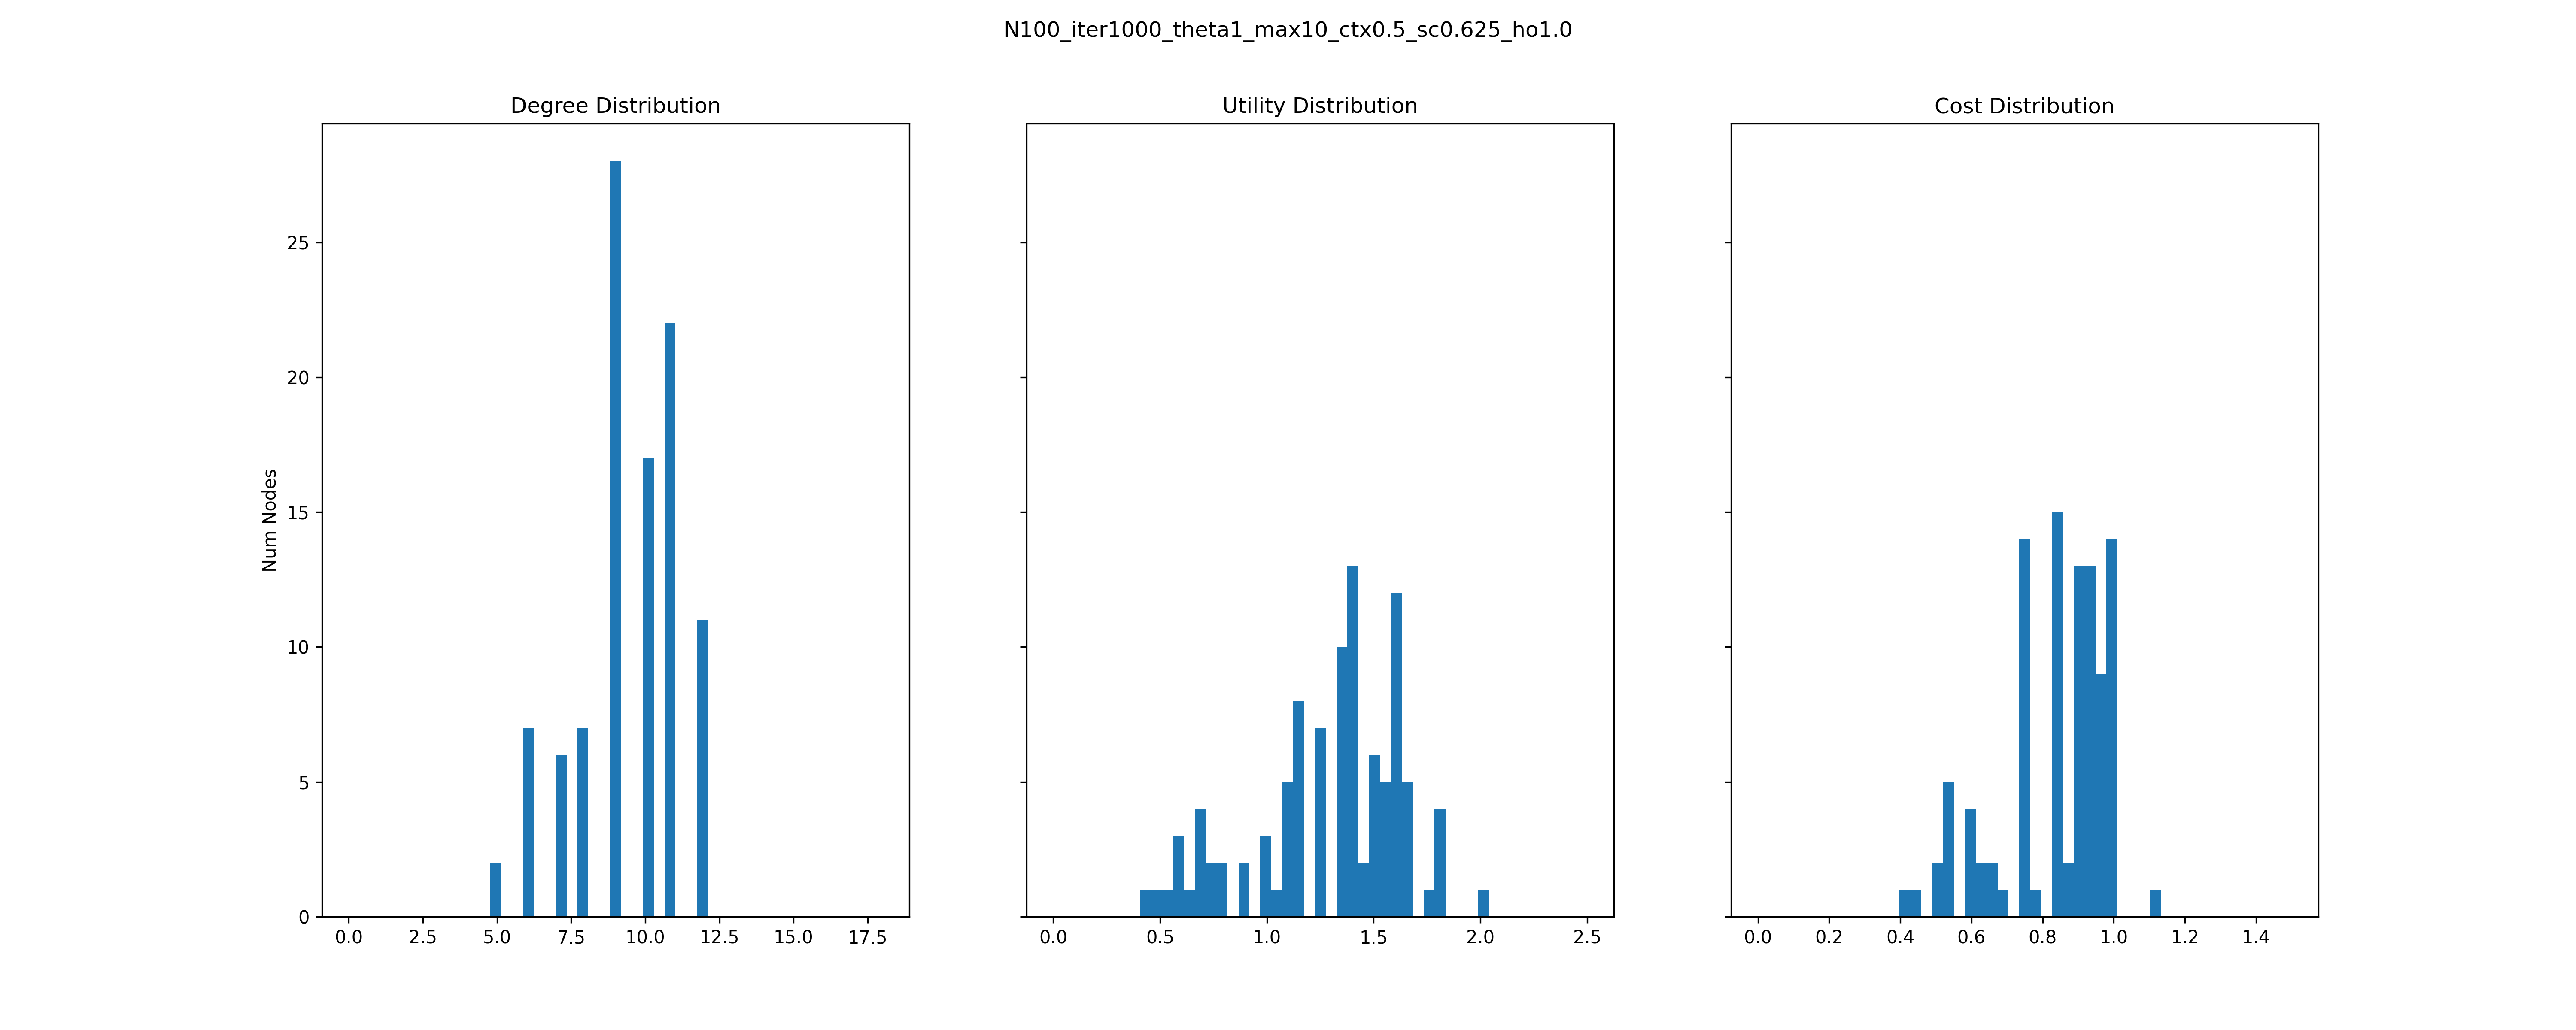 N100_iter1000_theta1_max10_ctx0.5_sc0.625_ho1.0
Degree Distribution
Num Nodes
25
20
15
10
5
0
0.0 2.5 5.0 7.5 10.0 12.5 15.0 17.5
Utility Distribution
0.0 0.5 1.0 1.5 2.0 2.5
Cost Distribution
0.0 0.2 0.4 0.6 0.8 1.0 1.2 1.4